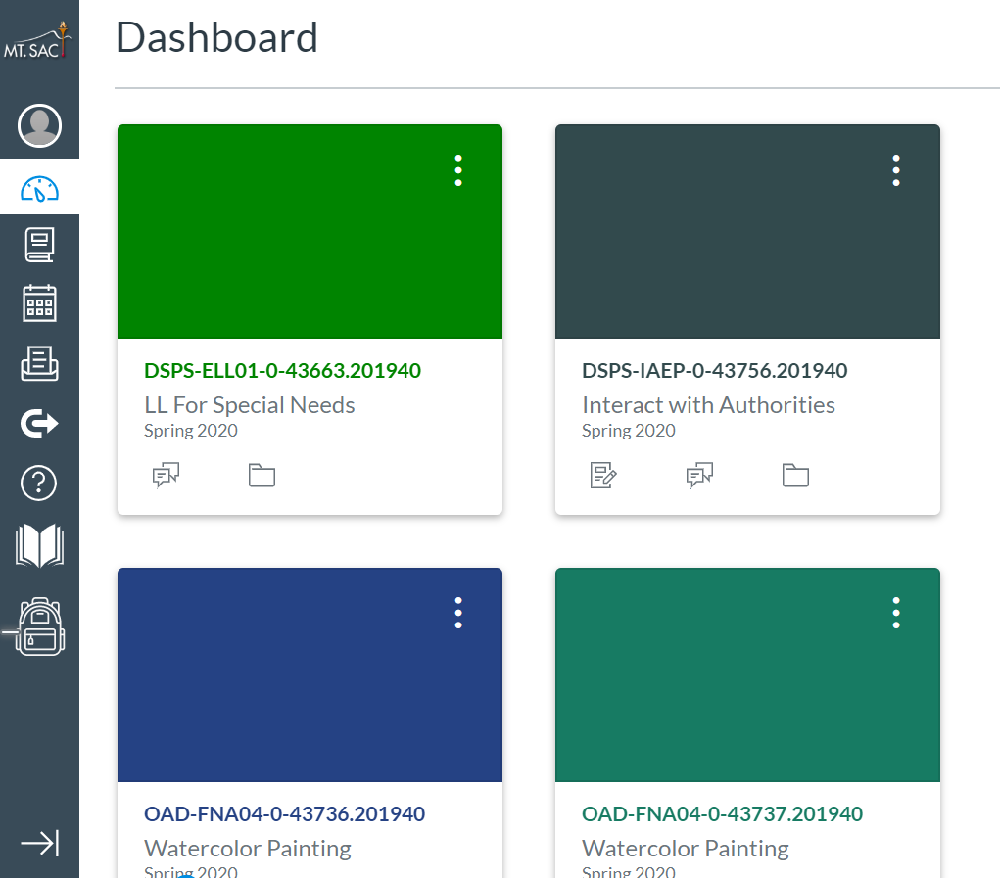 MT. SAC
Dashboard
DSPS-ELL01-0-43663.201940
LL For Special Needs
Spring 2020
DSPS-IAEP-0-43756.201940
Interact with Authorities
Spring 2020
OAD-FNA04-0-43736.201940
Watercolor Painting
Spring 2020
OAD-FNA04-0-43737.201940
Watercolor Painting
Spring 2020